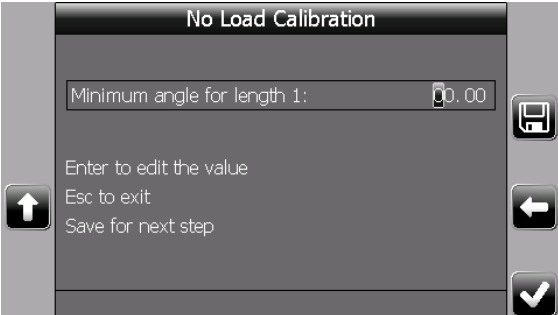 No Load Calibration
Minimum angle for length 1: 00.00
Enter to edit the value
Esc to exit
Save for next step